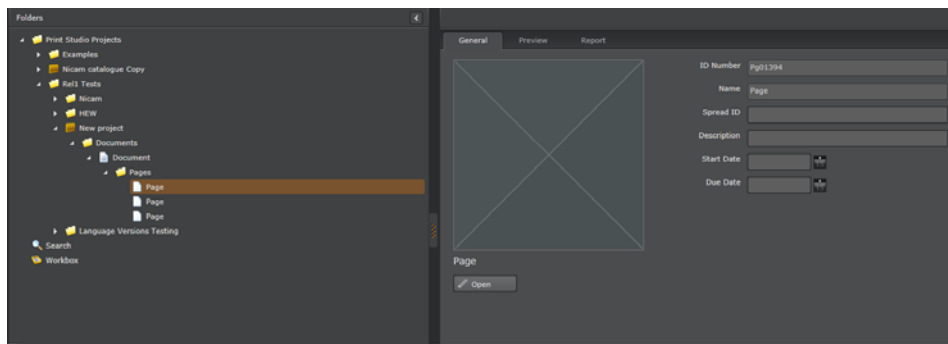 Folders
Print Studio Projects
Examples
Nicam catalogue Copy
Rel1 Tests
Nicam
HEW
New project
Documents
Document
Pages
Page
Page
Page
Language Versions Testing
Search
Workbox
General Preview Report
ID Number Pg01394
Name Page
Spread ID
Description
Start Date
Due Date
Page
Open